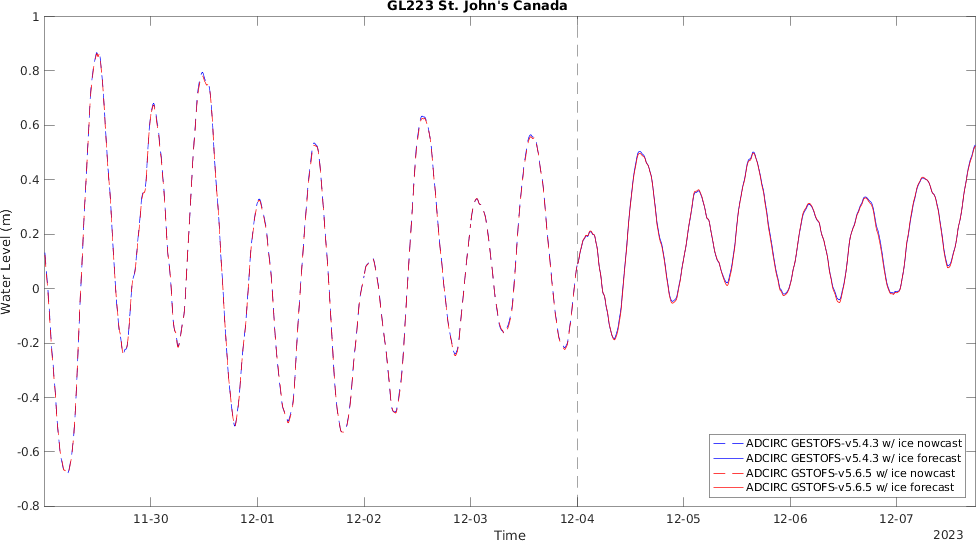 GL223 St. John's Canada
1
0.8
0.6
0.4
0.2
0
-0.2
-0.4
-0.6
-0.8
Water Level (m)
ADCIRC GESTOFS-v5.4.3 w/ ice nowcast
ADCIRC GESTOFS-v5.4.3 w/ ice forecast
ADCIRC GSTOFS-v5.6.5 w/ ice nowcast
ADCIRC GSTOFS-v5.6.5 w/ ice forecast
11-30 12-01 12-02 12-03 12-04 12-05 12-06 12-07
Time
2023